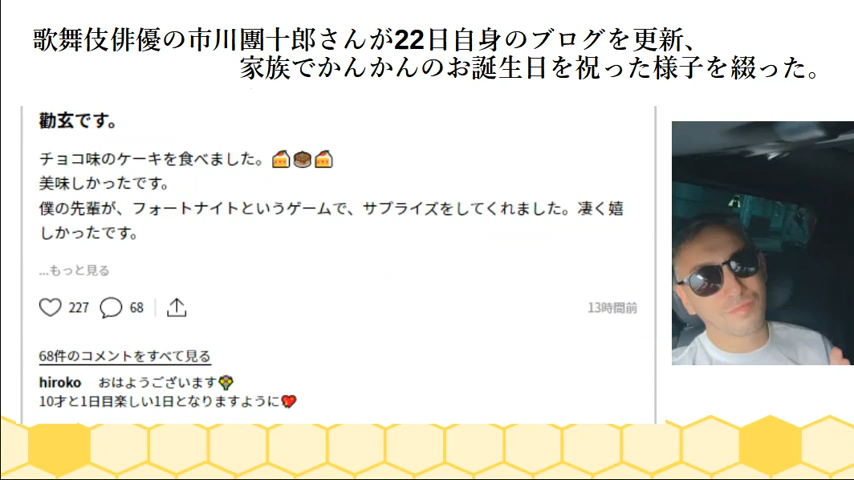 歌舞伎俳優の市川團十郎さんが22日自身のブログを更新、
家族でかんかんのお誕生日を祝った様子を綴った。
勸玄です。
チョコ味のケーキを食べました。🍰🎂🍰
美味しかったです。
僕の先輩が、フォートナイトというゲームで、サプライズをしてくれました。凄く嬉
しかったです。
...もっと見る
227 68 13時間前
68件のコメントをすべて見る
hiroko おはようございます💐
10才と1日目楽しい1日となりますように❤️